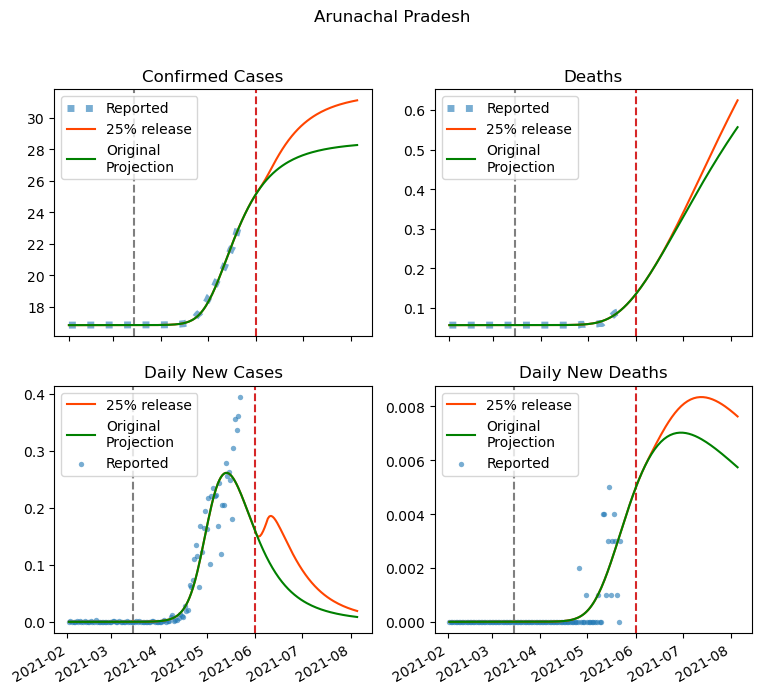 Arunachal Pradesh
Confirmed Cases
Reported
25% release
Original
Projection
30
28
26
24
22
20
18
Deaths
Reported
25% release
Original
Projection
0.6
0.5
0.4
0.3
0.2
0.1
Daily New Cases
25% release
Original
Projection
Reported
0.4
0.3
0.2
0.1
0.0
2021-02
2021-03
2021-04
2021-05
2021-06
2021-07
2021-08
Daily New Deaths
25% release
Original
Projection
Reported
0.008
0.006
0.004
0.002
0.000
2021-02
2021-03
2021-04
2021-05
2021-06
2021-07
2021-08